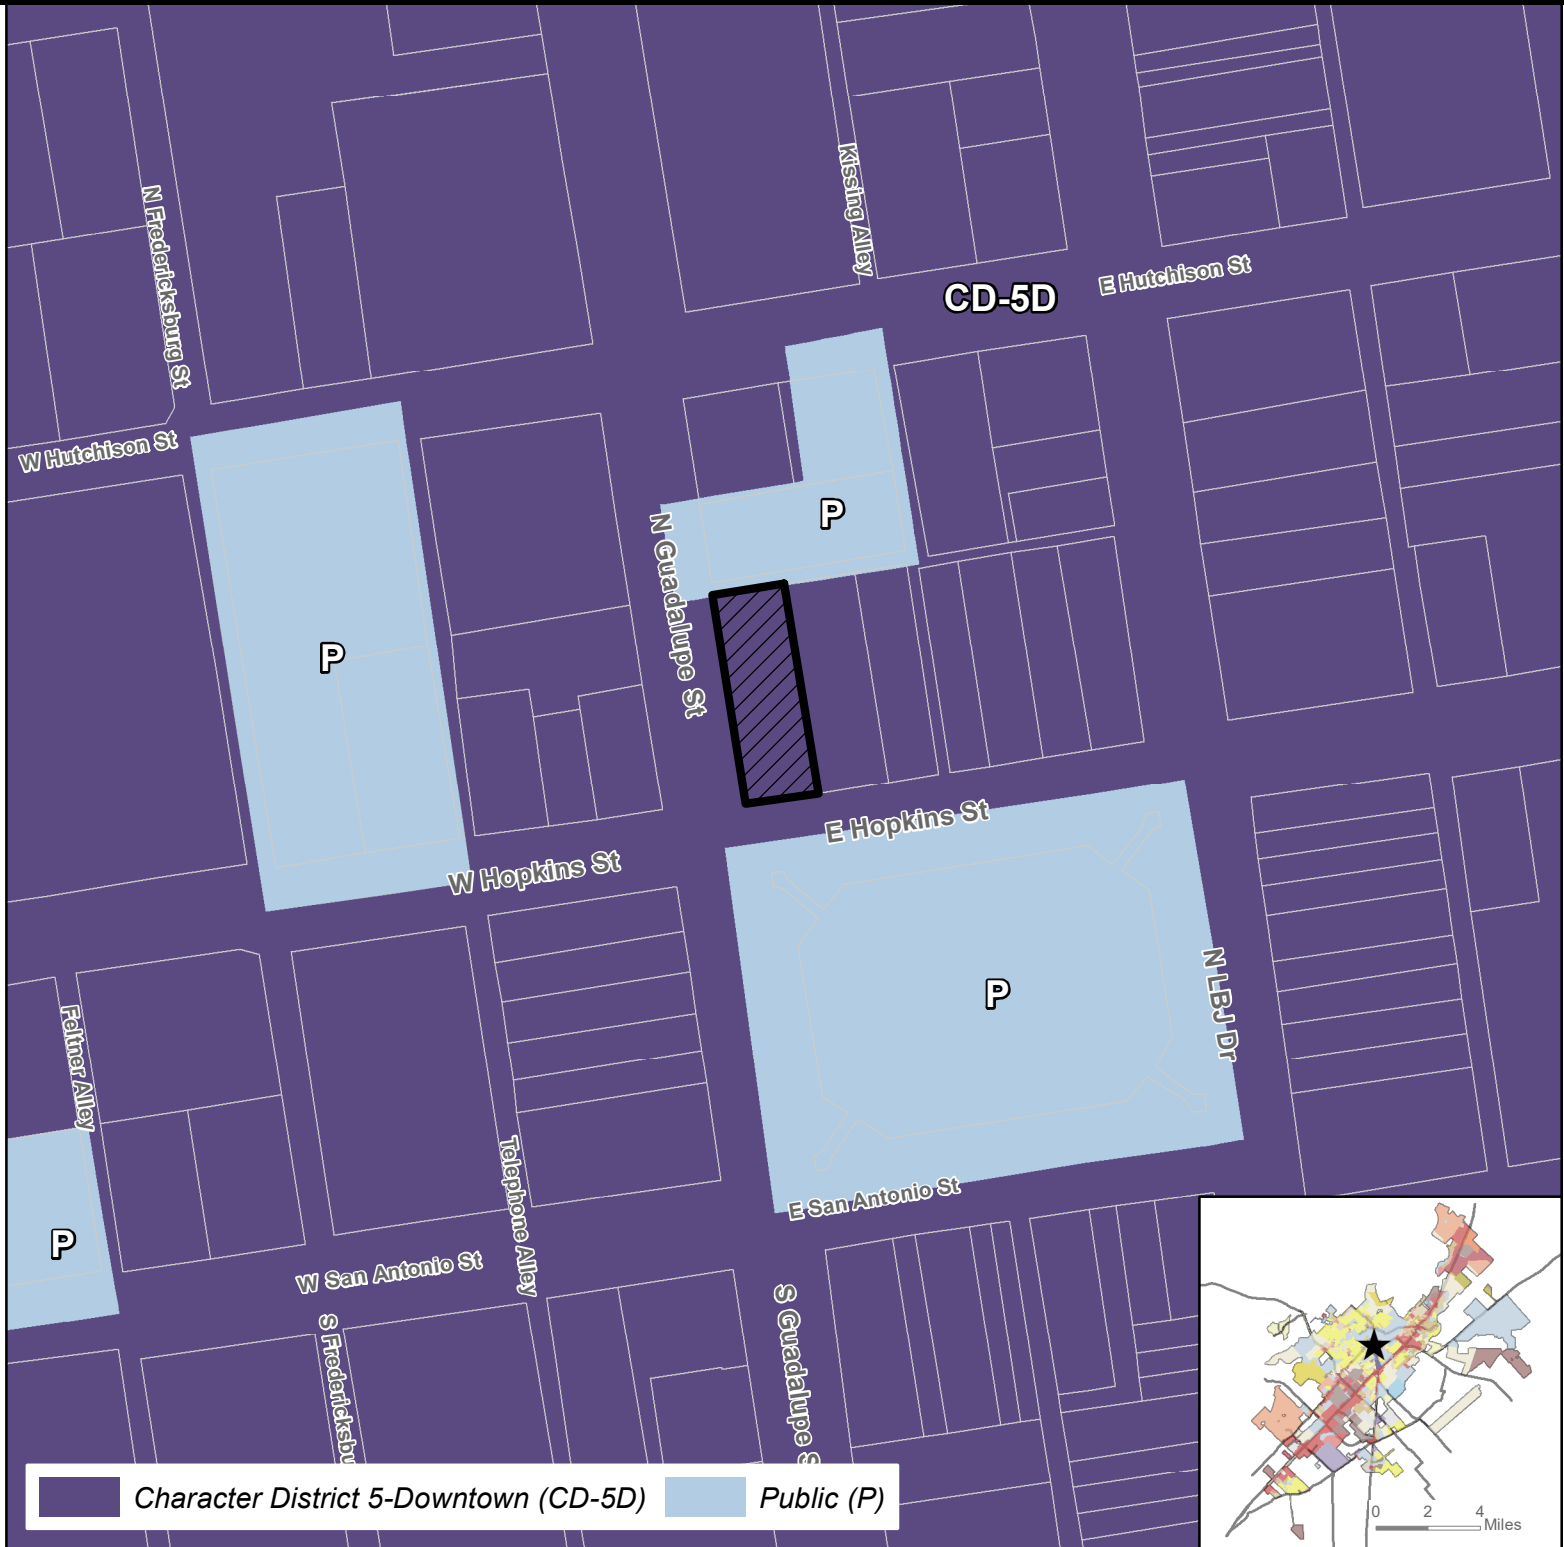 Kissing Alley
N Fredericksburg St
E Hutchison St
CD-5D
W Hutchison St
P
N Guadalupe St
P
E Hopkins St
W Hopkins St
P
N LBJ Dr
Feltner Alley
Telephone Alley
E San Antonio St
P
W San Antonio St
S Fredericksbu
S Guadalupe S
Character District 5-Downtown (CD-5D)
Public (P)
0 2 4
Miles